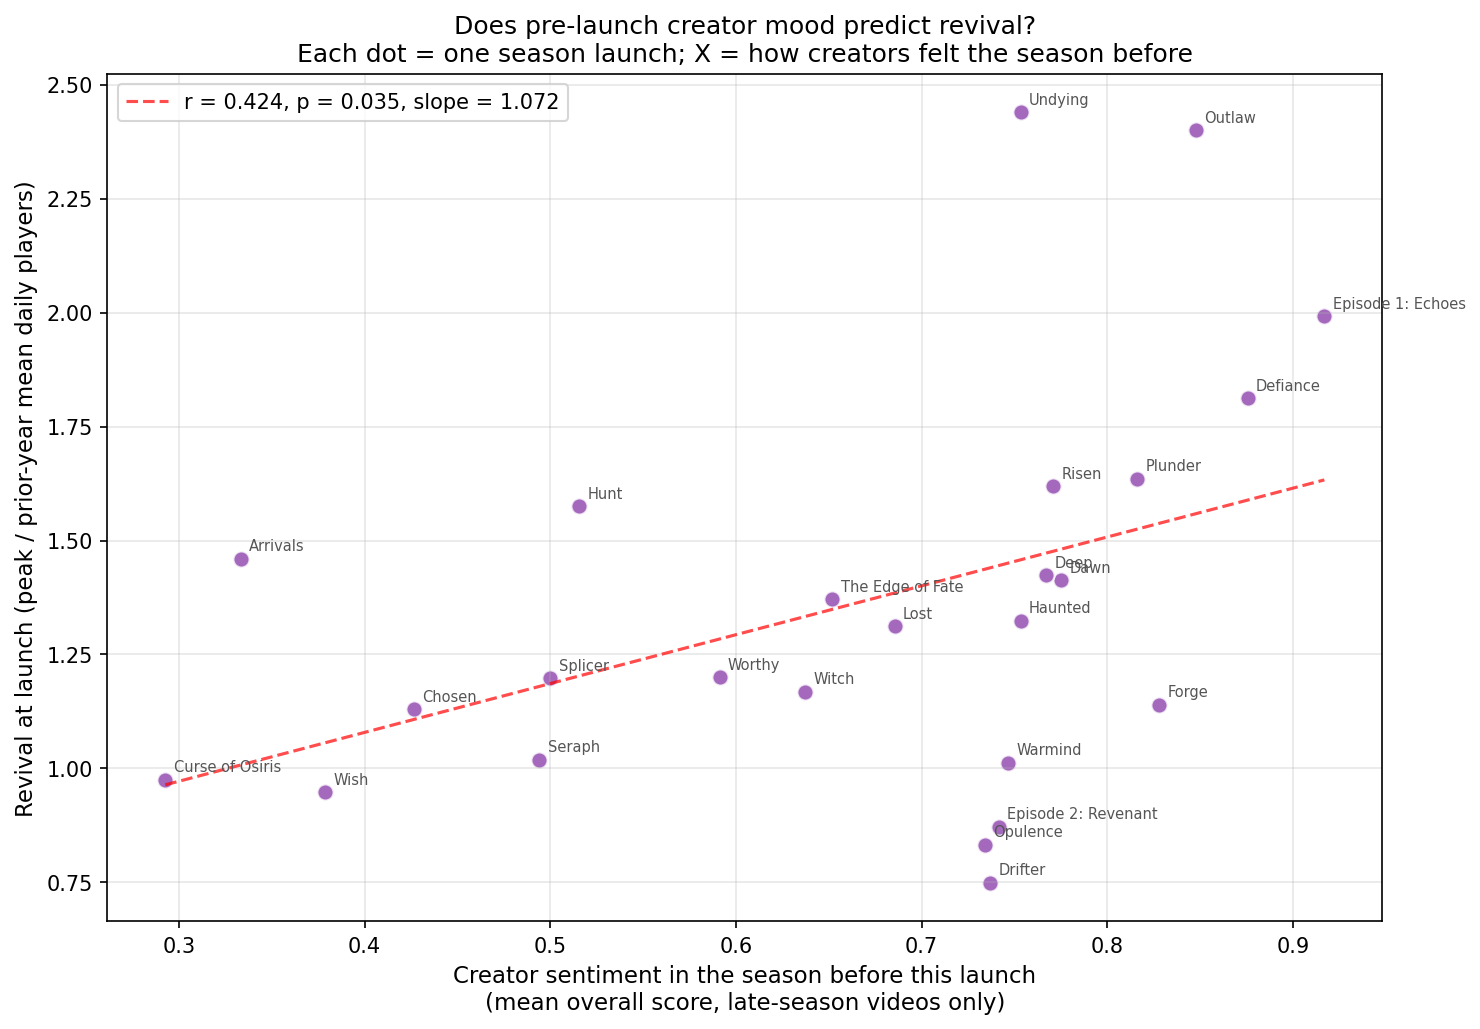 Does pre-launch creator mood predict revival?
Each dot = one season launch; X = how creators felt the season before
r = 0.424, p = 0.035, slope = 1.072
Revival at launch (peak / prior-year mean daily players)
2.50
2.25
2.00
1.75
1.50
1.25
1.00
0.75
Undying
Outlaw
Episode 1: Echoes
Defiance
Plunder
Risen
Hunt
Arrivals
Deep
Dawn
The Edge of Fate
Haunted
Lost
Splicer
Worthy
Witch
Forge
Chosen
Seraph
Warmind
Curse of Osiris
Wish
Episode 2: Revenant
Opulence
Drifter
0.3 0.4 0.5 0.6 0.7 0.8 0.9
Creator sentiment in the season before this launch
(mean overall score, late-season videos only)